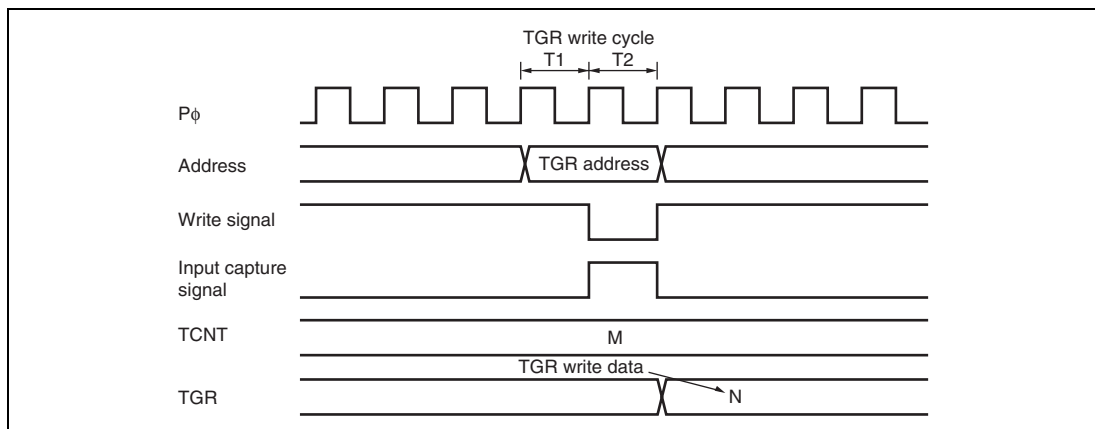 TGR write cycle
T1 T2
Pϕ
Address
TGR address
Write signal
Input capture
signal
TCNT
M
TGR write data
TGR
N